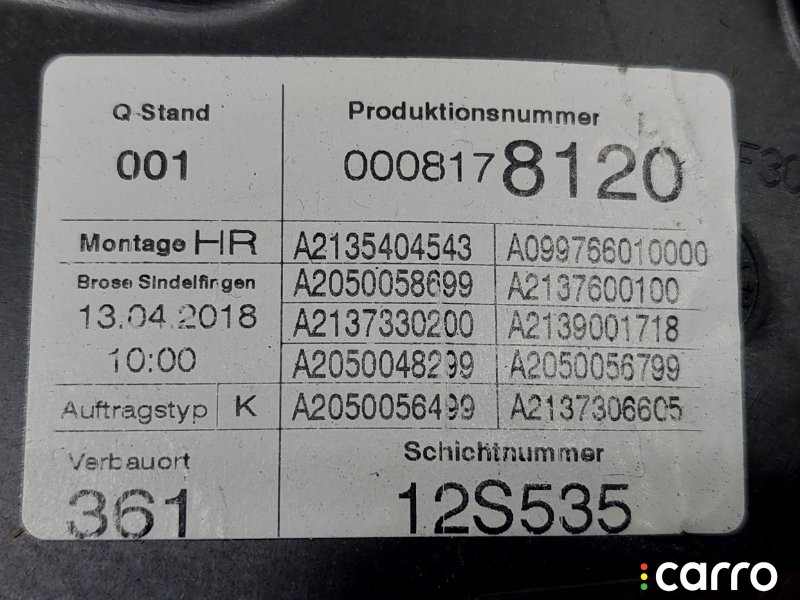 Q-Stand
Produktionsnummer
001
0008178120
Montage HR
A2135404543
A099766010000
Brose Sindelfingen
A2050058699
A2137600100
13.04.2018
A2137330200
A2139001718
10:00
A2050048299
A2050056799
Auftragstyp K
A2050056499
A2137306605
Verbauort
Schichtnummer
361
12S535
carro